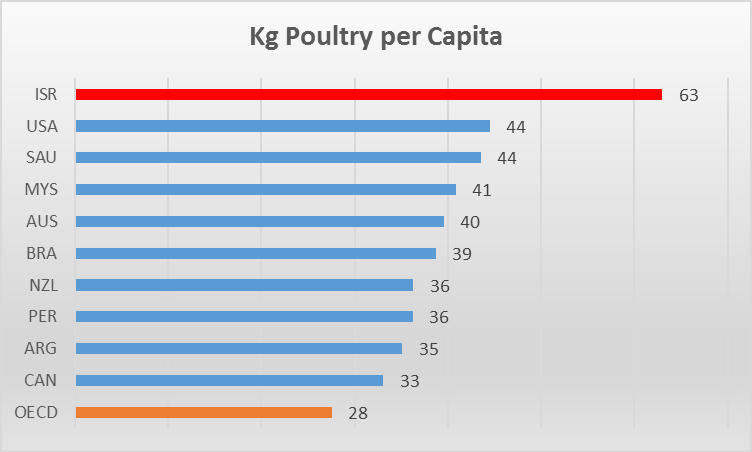 Kg Poultry per Capita
ISR 63
USA 44
SAU 44
MYS 41
AUS 40
BRA 39
NZL 36
PER 36
ARG 35
CAN 33
OECD 28